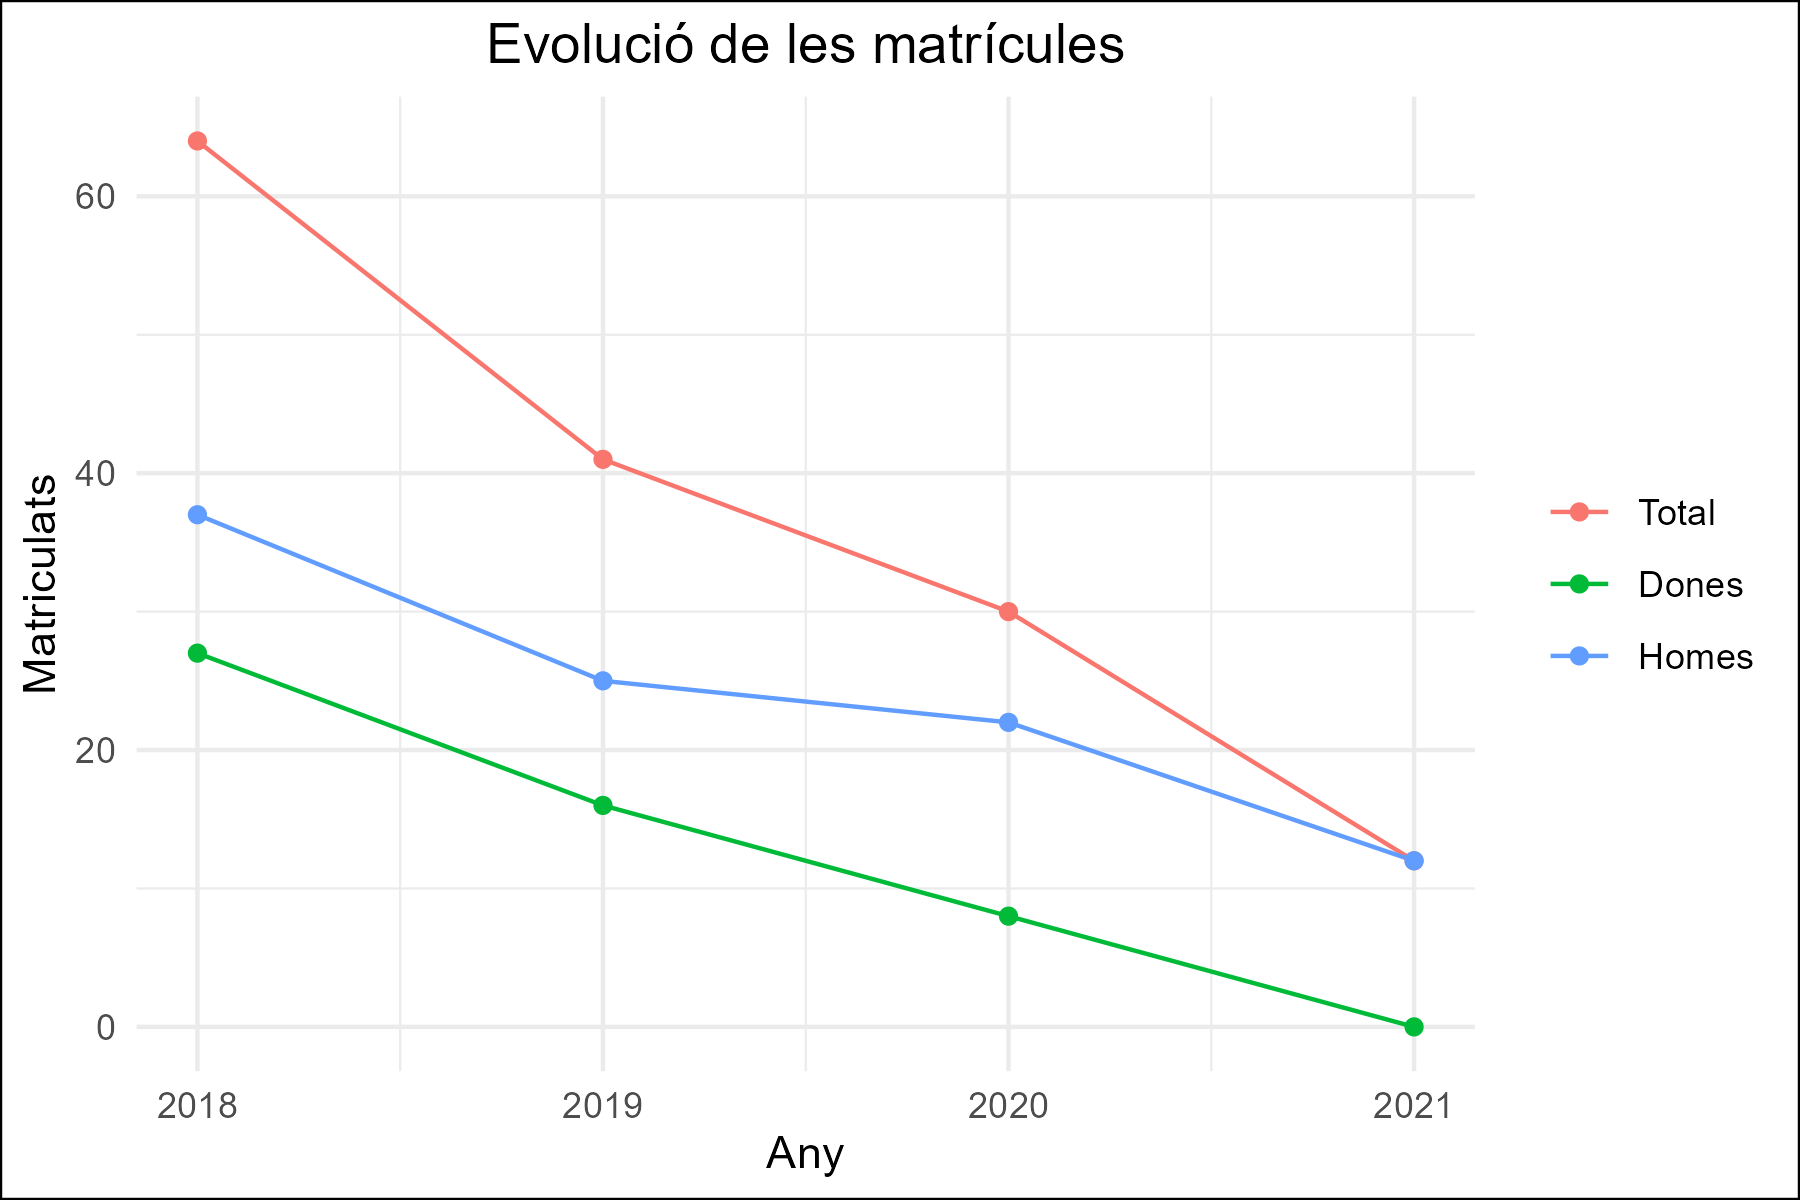 Evolució de les matrícules
Matriculats
60
40
20
0
2018
2019
2020
2021
Any
Total
Dones
Homes